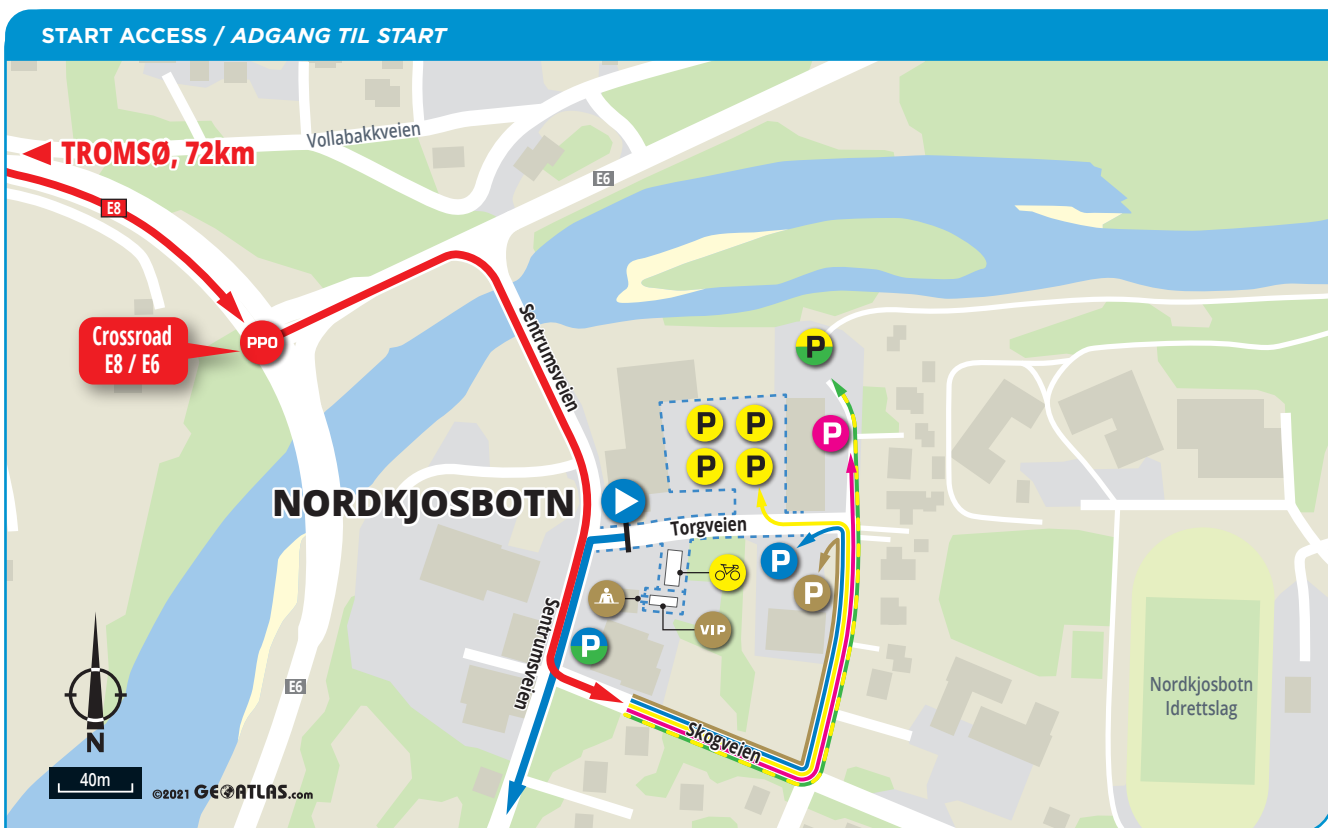 START ACCESS / ADGANG TIL START
Vollabakkveien
TROMSØ, 72km
E6
E8
Crossroad
E8 / E6
PPO
Sentrumsveien
P
P
P
P
P
P
NORDKJOSBOTN
Torgveien
P
P
VIP
P
Sentrumsveien
E6
Skogveien
Nordkjosbotn
Idrettslag
N
40m
©2021 GEOATLAS.com